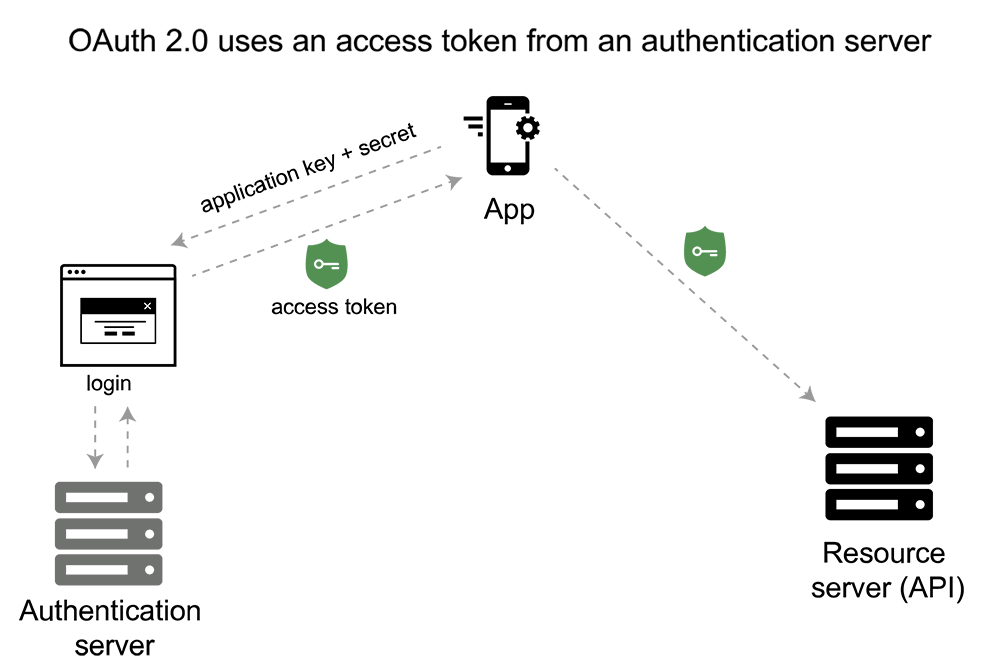 OAuth 2.0 uses an access token from an authentication server
application key + secret
App
access token
login
Authentication
server
Resource
server (API)